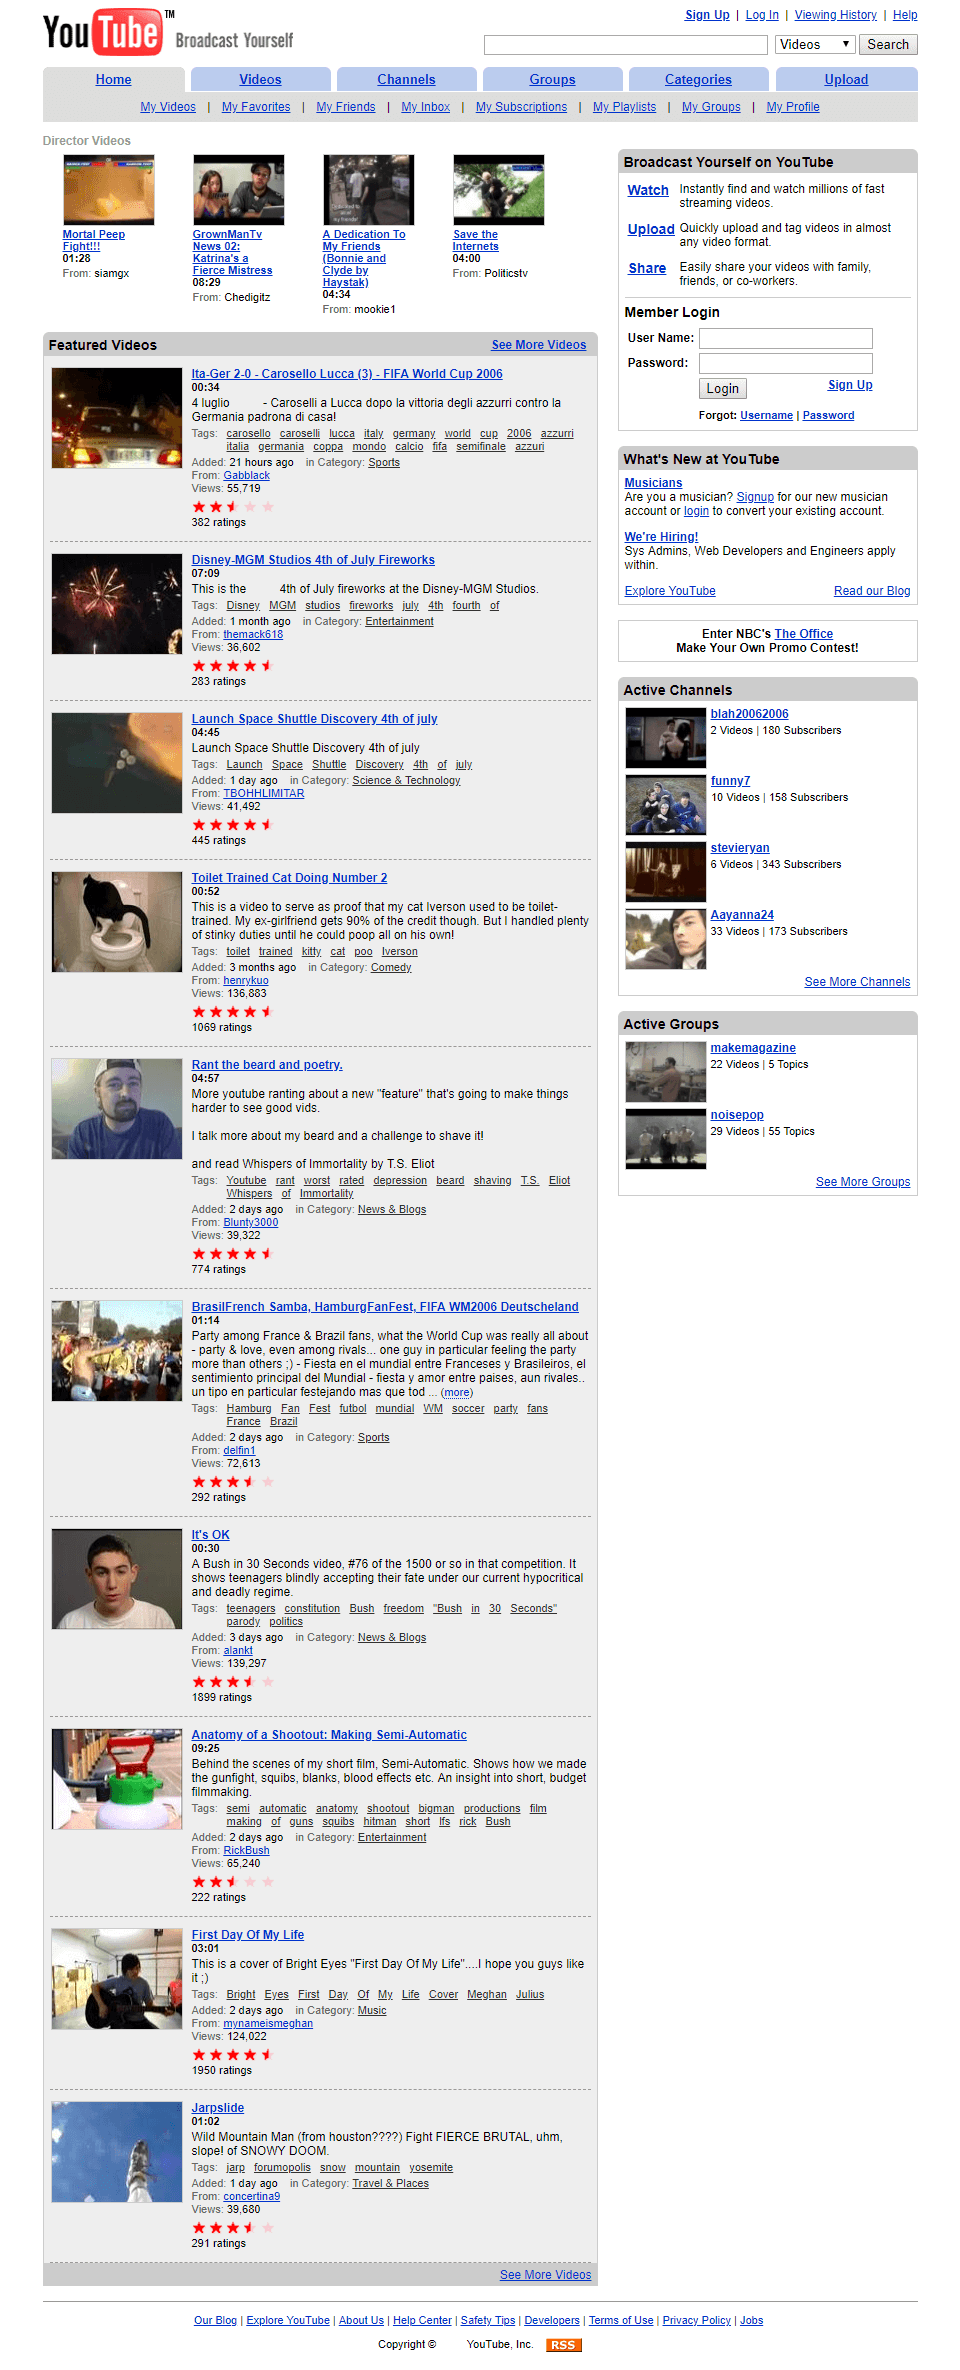 YouTube™ Broadcast Yourself
Sign Up | Log In | Viewing History | Help
Videos Search
Home Videos Channels Groups Categories Upload
My Videos | My Favorites | My Friends | My Inbox | My Subscriptions | My Playlists | My Groups | My Profile
Director Videos
Mortal Peep
Fight!!!
01:28
From: siamgx
GrownManTv
News 02:
Katrina's a
Fierce Mistress
08:29
From: Chedigitz
A Dedication To
My Friends
(Bonnie and
Clyde by
Haystak)
04:34
From: mookie1
Save the
Internets
04:00
From: Politicstv
Featured Videos See More Videos
Ita-Ger 2-0 - Carosello Lucca (3) - FIFA World Cup 2006
00:34
4 luglio - Caroselli a Lucca dopo la vittoria degli azzurri contro la
Germania padrona di casa!
Tags: carosello caroselli lucca italy germany world cup 2006 azzurri
italia germania coppa mondo calcio fifa semifinale azzuri
Added: 21 hours ago in Category: Sports
From: Gabblack
Views: 55,719
382 ratings
Disney-MGM Studios 4th of July Fireworks
07:09
This is the 4th of July fireworks at the Disney-MGM Studios.
Tags: Disney MGM studios fireworks july 4th fourth of
Added: 1 month ago in Category: Entertainment
From: themack618
Views: 36,602
283 ratings
Launch Space Shuttle Discovery 4th of july
04:45
Launch Space Shuttle Discovery 4th of july
Tags: Launch Space Shuttle Discovery 4th of july
Added: 1 day ago in Category: Science & Technology
From: TBOHHLIMITAR
Views: 41,492
445 ratings
Toilet Trained Cat Doing Number 2
00:52
This is a video to serve as proof that my cat Iverson used to be toilet-
trained. My ex-girlfriend gets 90% of the credit though. But I handled plenty
of stinky duties until he could poop all on his own!
Tags: toilet trained kitty cat poo Iverson
Added: 3 months ago in Category: Comedy
From: henrykuo
Views: 136,883
1069 ratings
Rant the beard and poetry.
04:57
More youtube ranting about a new "feature" that's going to make things
harder to see good vids.
I talk more about my beard and a challenge to shave it!
and read Whispers of Immortality by T.S. Eliot
Tags: Youtube rant worst rated depression beard shaving T.S. Eliot
Whispers of Immortality
Added: 2 days ago in Category: News & Blogs
From: Blunty3000
Views: 39,322
774 ratings
BrasilFrench Samba, HamburgFanFest, FIFA WM2006 Deutscheland
01:14
Party among France & Brazil fans, what the World Cup was really all about
- party & love, even among rivals... one guy in particular feeling the party
more than others ;) - Fiesta en el mundial entre Franceses y Brasileiros, el
sentimiento principal del Mundial - fiesta y amor entre paises, aun rivales..
un tipo en particular festejando mas que tod ... (more)
Tags: Hamburg Fan Fest futbol mundial WM soccer party fans
France Brazil
Added: 2 days ago in Category: Sports
From: delfin1
Views: 72,613
292 ratings
It's OK
00:30
A Bush in 30 Seconds video, #76 of the 1500 or so in that competition. It
shows teenagers blindly accepting their fate under our current hypocritical
and deadly regime.
Tags: teenagers constitution Bush freedom "Bush in 30 Seconds"
parody politics
Added: 3 days ago in Category: News & Blogs
From: alankt
Views: 139,297
1899 ratings
Anatomy of a Shootout: Making Semi-Automatic
09:25
Behind the scenes of my short film, Semi-Automatic. Shows how we made
the gunfight, squibs, blanks, blood effects etc. An insight into short, budget
filmmaking.
Tags: semi automatic anatomy shootout bigman productions film
making of guns squibs hitman short lfs rick Bush
Added: 2 days ago in Category: Entertainment
From: RickBush
Views: 65,240
222 ratings
First Day Of My Life
03:01
This is a cover of Bright Eyes "First Day Of My Life"....I hope you guys like
it ;)
Tags: Bright Eyes First Day Of My Life Cover Meghan Julius
Added: 2 days ago in Category: Music
From: mynameismeghan
Views: 124,022
1950 ratings
Jarpslide
01:02
Wild Mountain Man (from houston????) Fight FIERCE BRUTAL, uhm,
slope! of SNOWY DOOM.
Tags: jarp forumopolis snow mountain yosemite
Added: 1 day ago in Category: Travel & Places
From: concertina9
Views: 39,680
291 ratings
See More Videos
Broadcast Yourself on YouTube
Watch Instantly find and watch millions of fast
streaming videos.
Upload Quickly upload and tag videos in almost
any video format.
Share Easily share your videos with family,
friends, or co-workers.
Member Login
User Name:
Password:
Login Sign Up
Forgot: Username | Password
What's New at YouTube
Musicians
Are you a musician? Signup for our new musician
account or login to convert your existing account.
We're Hiring!
Sys Admins, Web Developers and Engineers apply
within.
Explore YouTube Read our Blog
Enter NBC's The Office
Make Your Own Promo Contest!
Active Channels
blah20062006
2 Videos | 180 Subscribers
funny7
10 Videos | 158 Subscribers
stevieryan
6 Videos | 343 Subscribers
Aayanna24
33 Videos | 173 Subscribers
See More Channels
Active Groups
makemagazine
22 Videos | 5 Topics
noisepop
29 Videos | 55 Topics
See More Groups
Our Blog | Explore YouTube | About Us | Help Center | Safety Tips | Developers | Terms of Use | Privacy Policy | Jobs
Copyright © YouTube, Inc. RSS